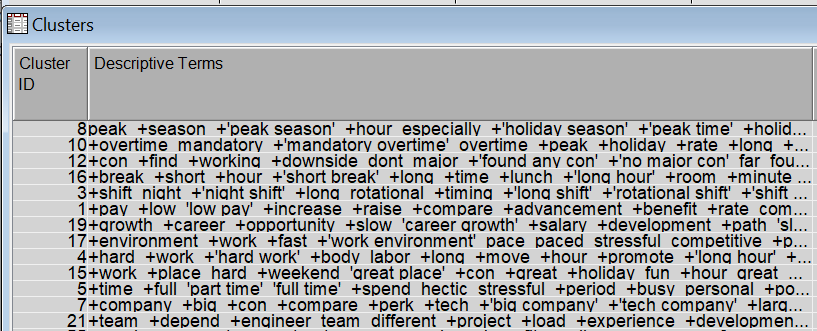 Clusters
Cluster ID
Descriptive Terms
8 peak +season +'peak season' +hour especially +'holiday season' +'peak time' +holid...
10 +overtime mandatory +'mandatory overtime' overtime +peak +holiday +rate +long +...
12 +con +find +working +downside dont major +'found any con' +'no major con' far fou...
16 +break +short +hour +'short break' +long +time +lunch +'long hour' +room +minute ...
3 +shift night +'night shift' +long rotational +timing +'long shift' +'rotational shift' +'shift ...
1 +pay +low 'low pay' +increase +raise +compare +advancement +benefit +rate com...
19 +growth +career +opportunity +slow 'career growth' +salary +development +path 'sl...
17 +environment +work +fast +'work environment' pace paced stressful competitive +p...
4 +hard +work +'hard work' +body labor +long +move +hour +promote +'long hour' +...
15 +work +place hard +weekend 'great place' +con +great +holiday fun +hour great ...
5 +time +full 'part time' 'full time' +spend hectic stressful +period +busy personal +po...
7 +company +big +con +compare +perk +tech +'big company' +'tech company' +larg...
21 +team +depend +engineer team different +project +load +experience +developmen...